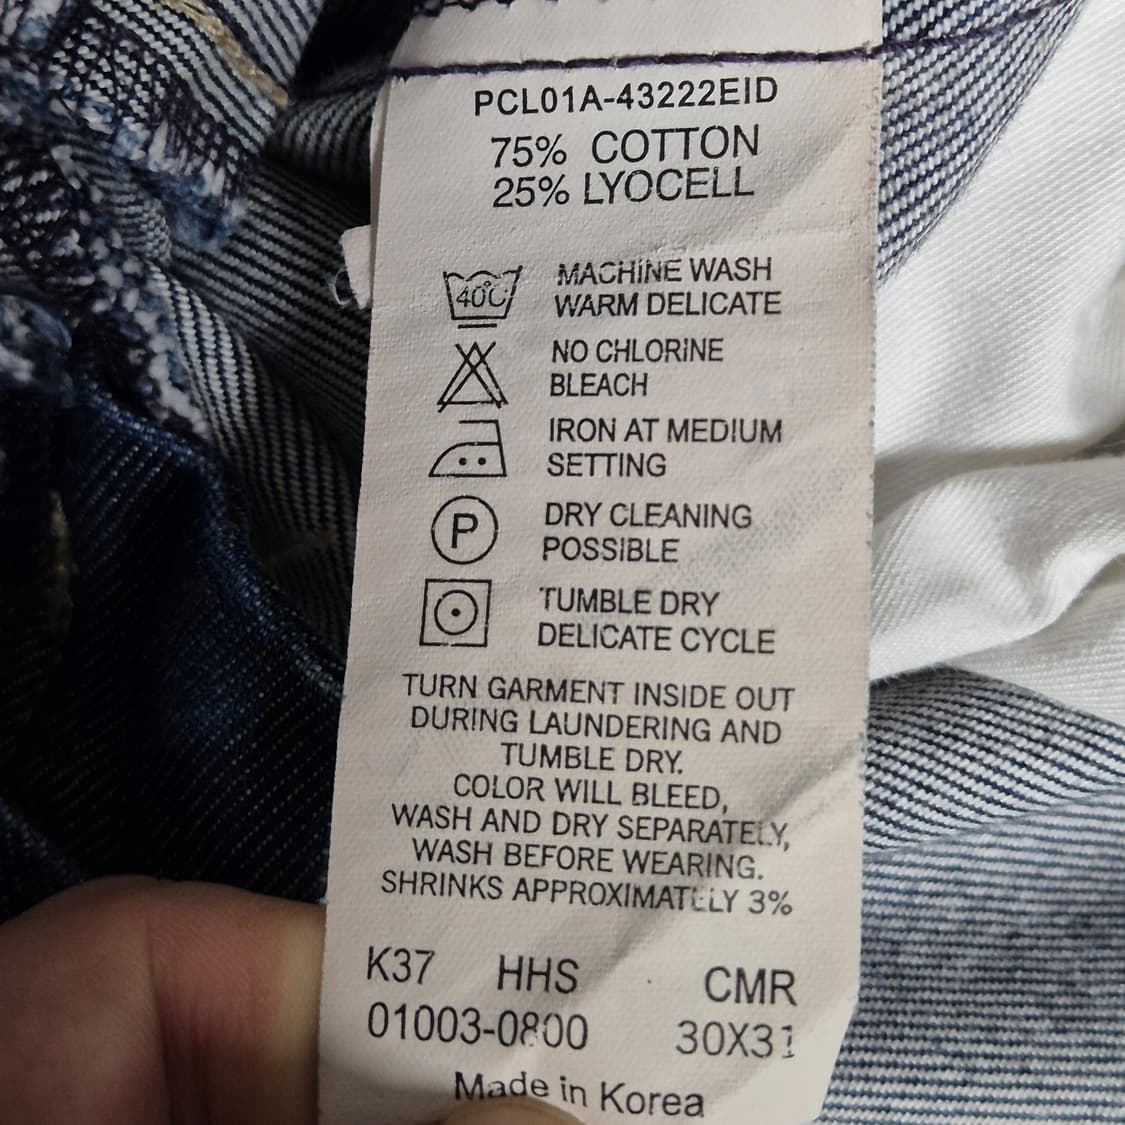 PCL01A-43222EID
75% COTTON
25% LYOCELL
40°C
MACHINE WASH
WARM DELICATE
NO CHLORINE
BLEACH
IRON AT MEDIUM
SETTING
P
DRY CLEANING
POSSIBLE
TUMBLE DRY
DELICATE CYCLE
TURN GARMENT INSIDE OUT
DURING LAUNDERING AND
TUMBLE DRY.
COLOR WILL BLEED,
WASH AND DRY SEPARATELY,
WASH BEFORE WEARING.
SHRINKS APPROXIMATELY 3%
K37 HHS CMR
01003-0800 30X31
Made in Korea